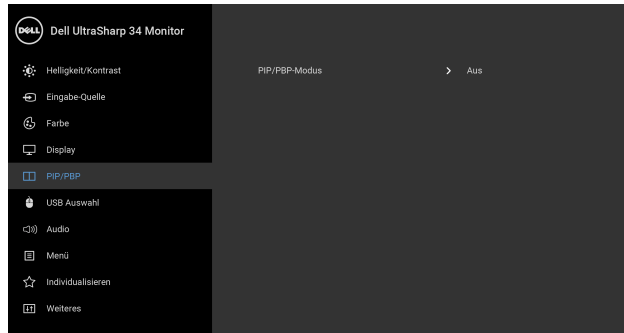 DELL Dell UltraSharp 34 Monitor
Helligkeit/Kontrast
PIP/PBP-Modus Aus
Eingabe-Quelle
Farbe
Display
PIP/PBP
USB Auswahl
Audio
Menü
Individualisieren
Weiteres